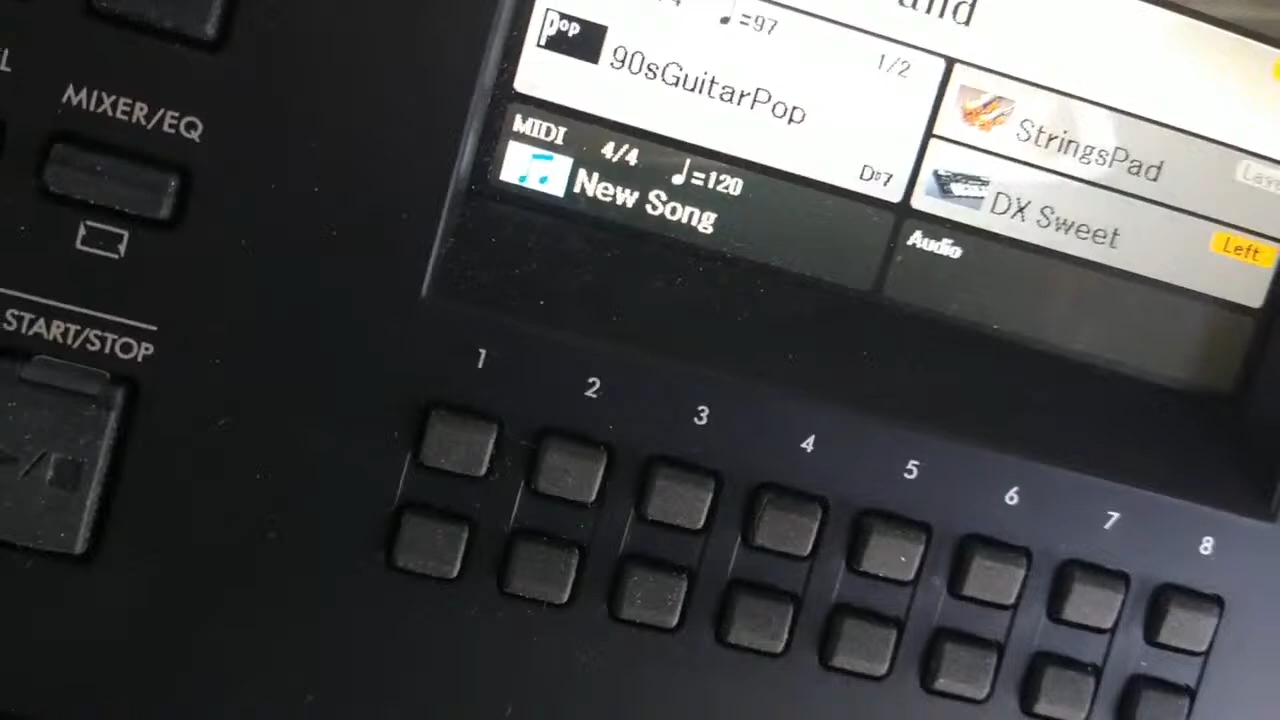 MIXER/EQ
START/STOP
Pop
♩=97
90sGuitarPop
1/2
D♯7
MIDI
4/4 ♩=120
New Song
StringsPad
DX Sweet
Left
Audio
1 2 3 4 5 6 7 8